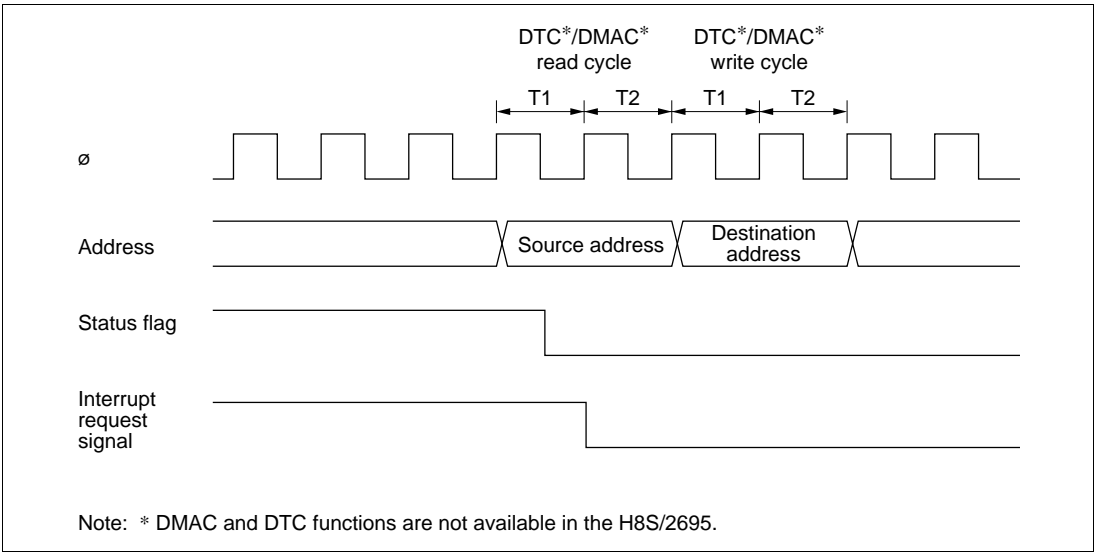 DTC*/DMAC* DTC*/DMAC*
read cycle write cycle
T1 T2 T1 T2
ø
Address
Source address
Destination
address
Status flag
Interrupt
request
signal
Note: * DMAC and DTC functions are not available in the H8S/2695.